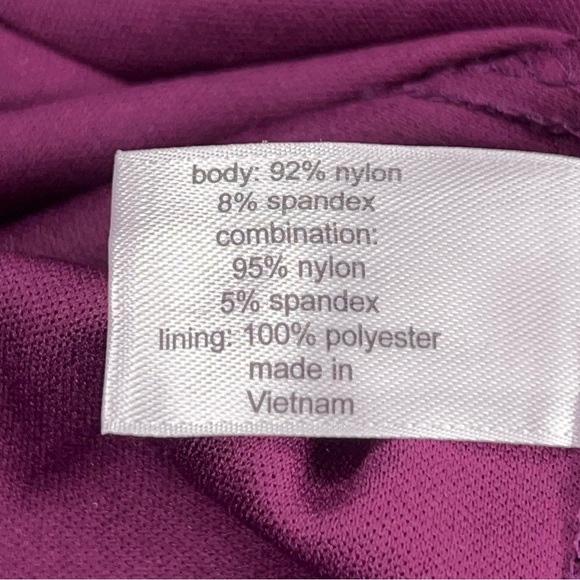 body: 92% nylon
8% spandex
combination:
95% nylon
5% spandex
lining: 100% polyester
made in
Vietnam